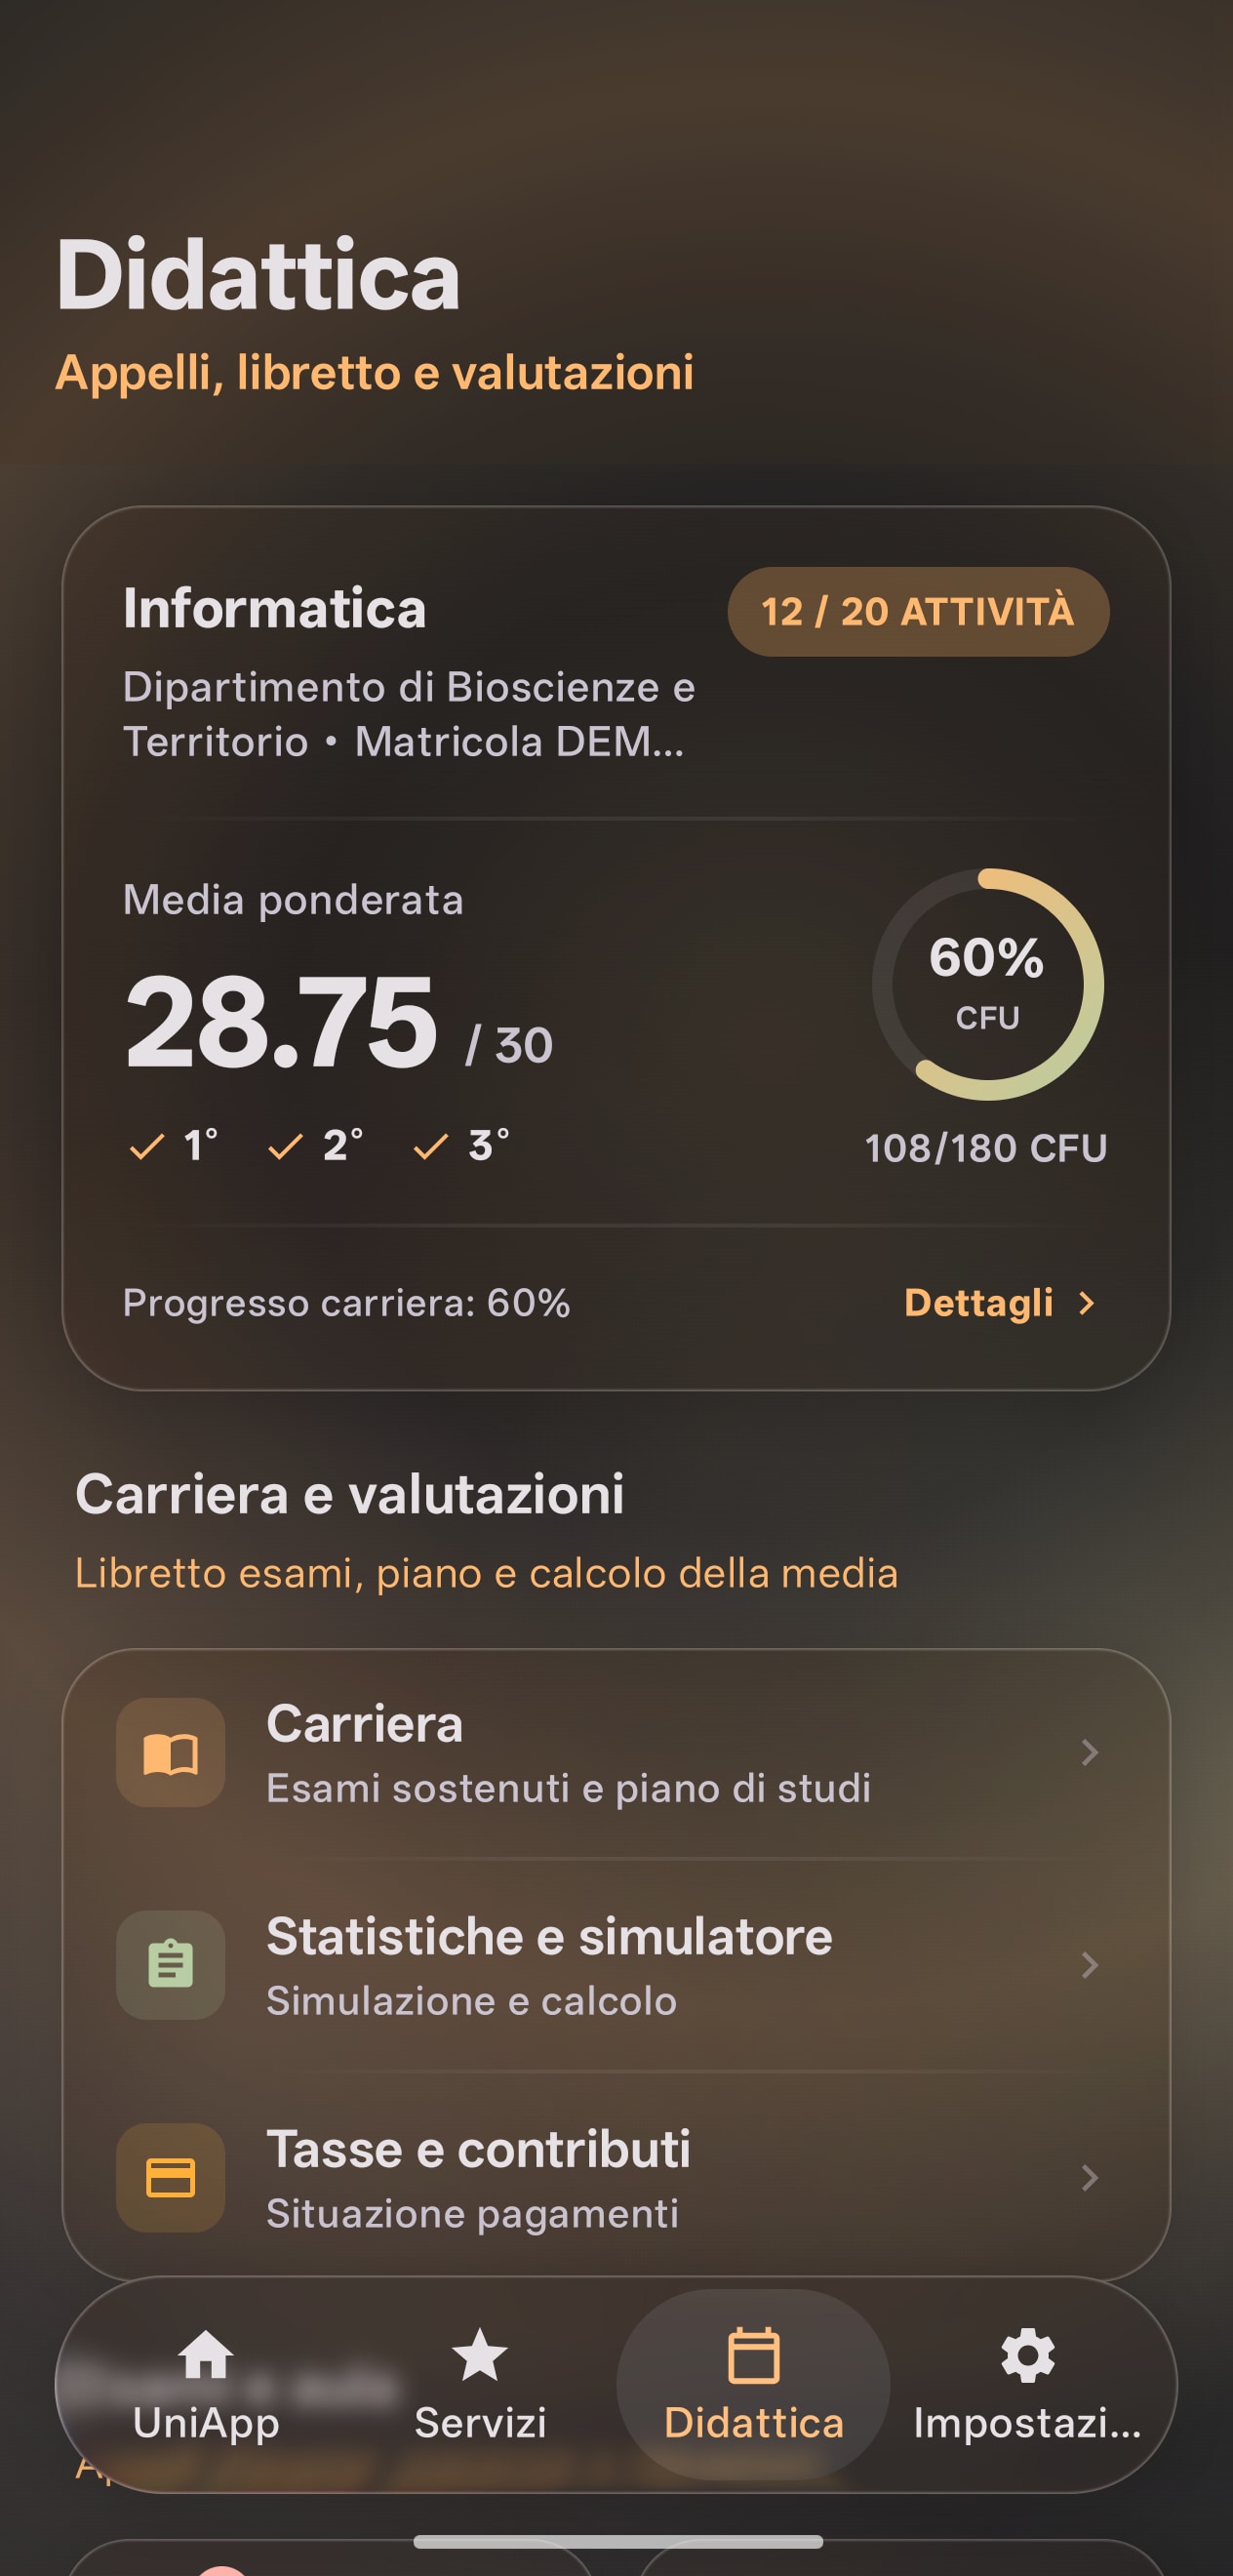 Didattica
Appelli, libretto e valutazioni
Informatica
12 / 20 ATTIVITÀ
Dipartimento di Bioscienze e
Territorio • Matricola DEM...
Media ponderata
28.75 / 30
60%
CFU
1° 2° 3°
108/180 CFU
Progresso carriera: 60%
Dettagli
Carriera e valutazioni
Libretto esami, piano e calcolo della media
Carriera
Esami sostenuti e piano di studi
Statistiche e simulatore
Simulazione e calcolo
Tasse e contributi
Situazione pagamenti
UniApp
Servizi
Didattica
Impostazi...